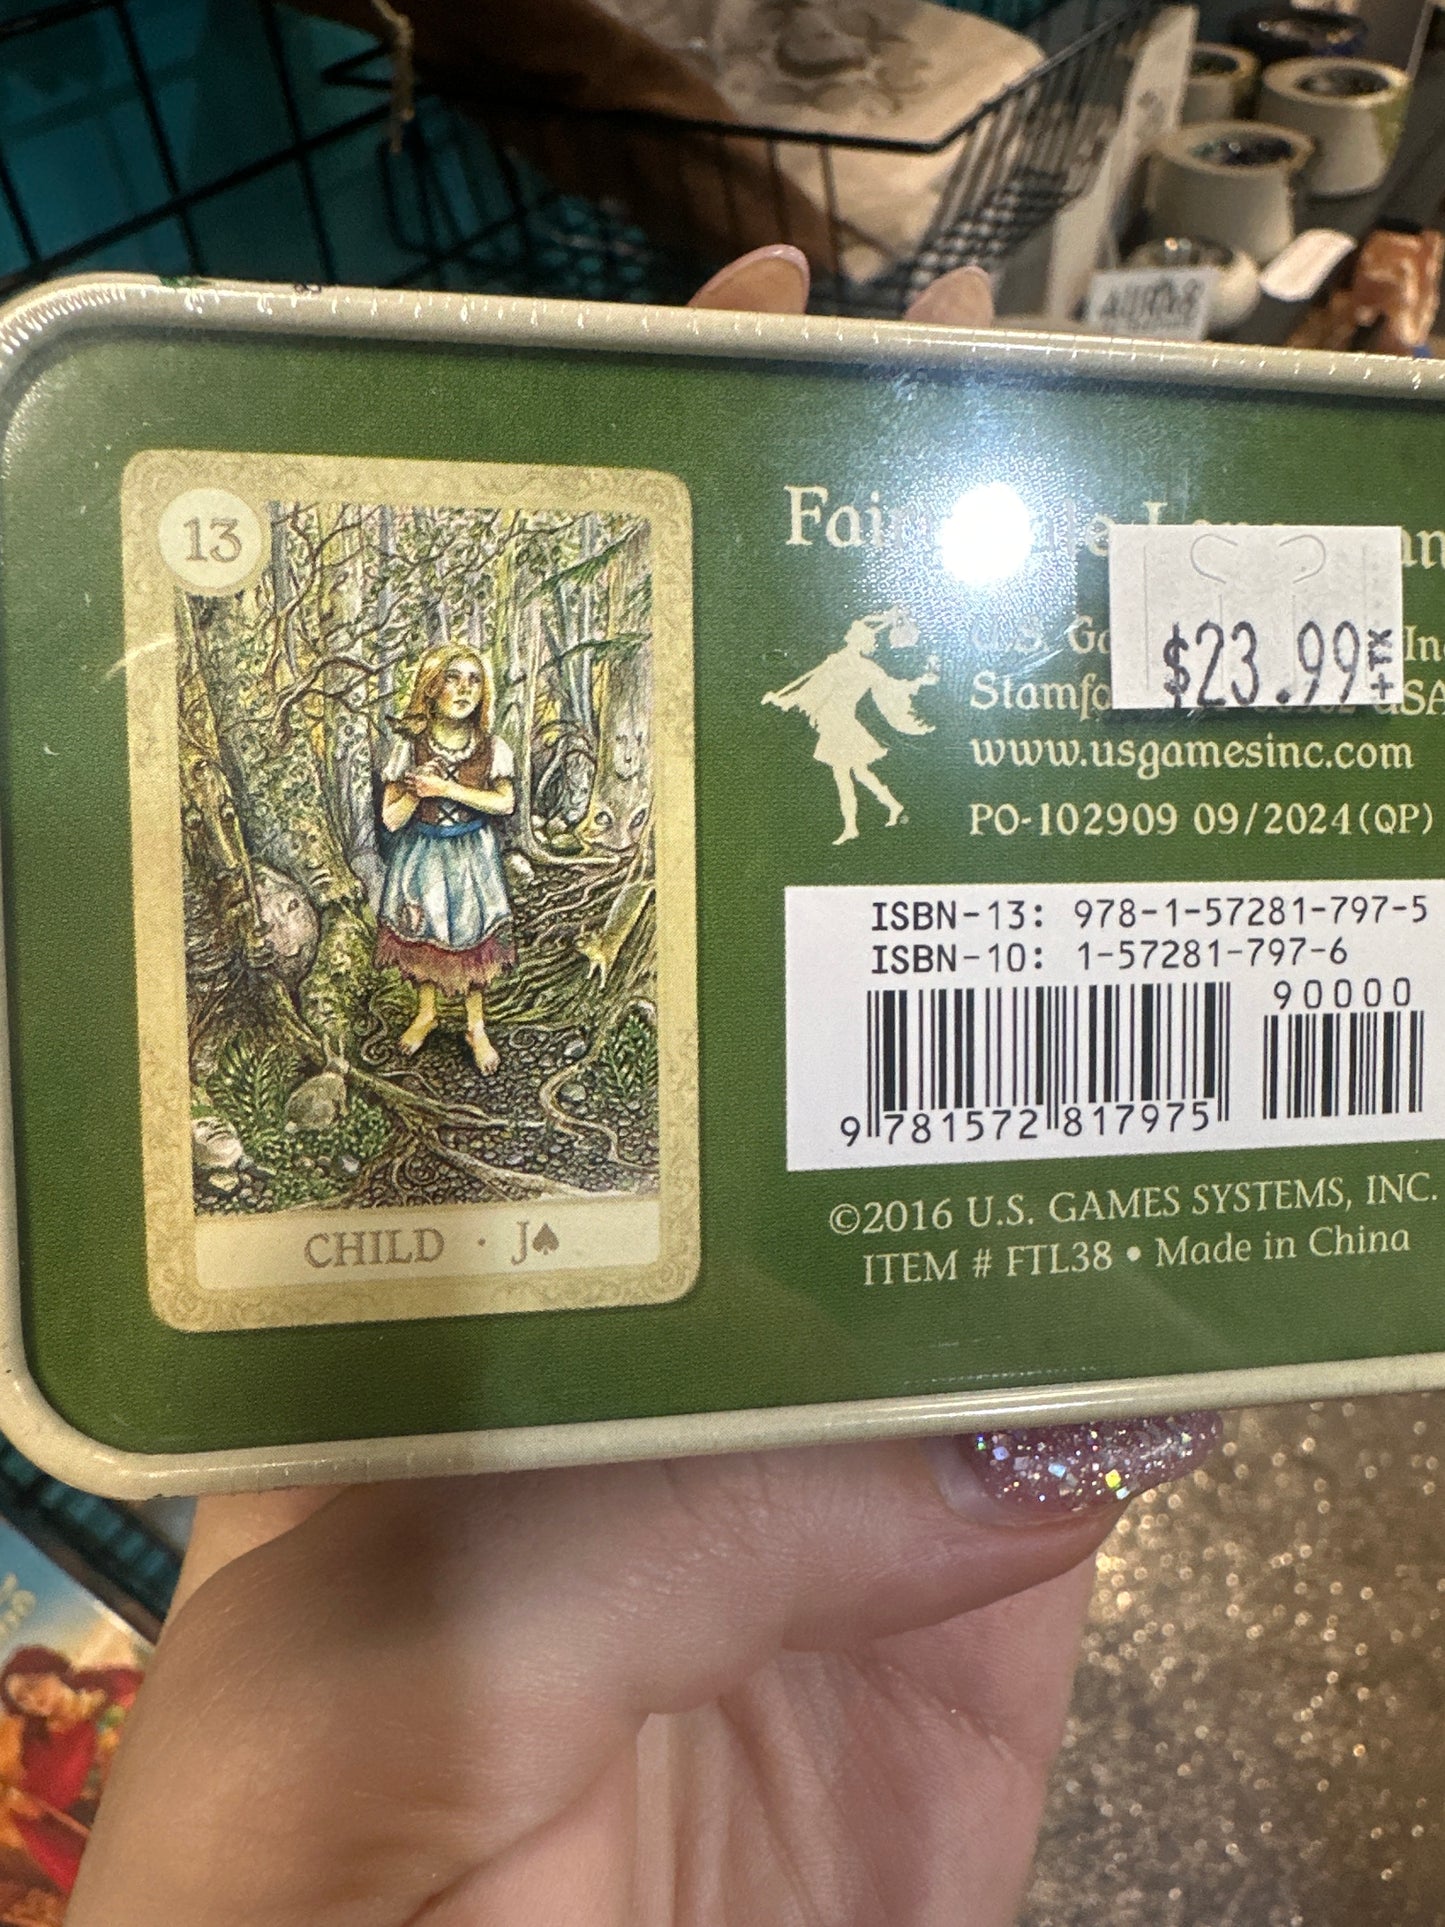 13
CHILD · J♠
$23.99 +TX
www.usgamesinc.com
PO-102909 09/2024(QP)
ISBN-13: 978-1-57281-797-5
ISBN-10: 1-57281-797-6
90000
9 781572 817975
©2016 U.S. GAMES SYSTEMS, INC.
ITEM # FTL38 • Made in China